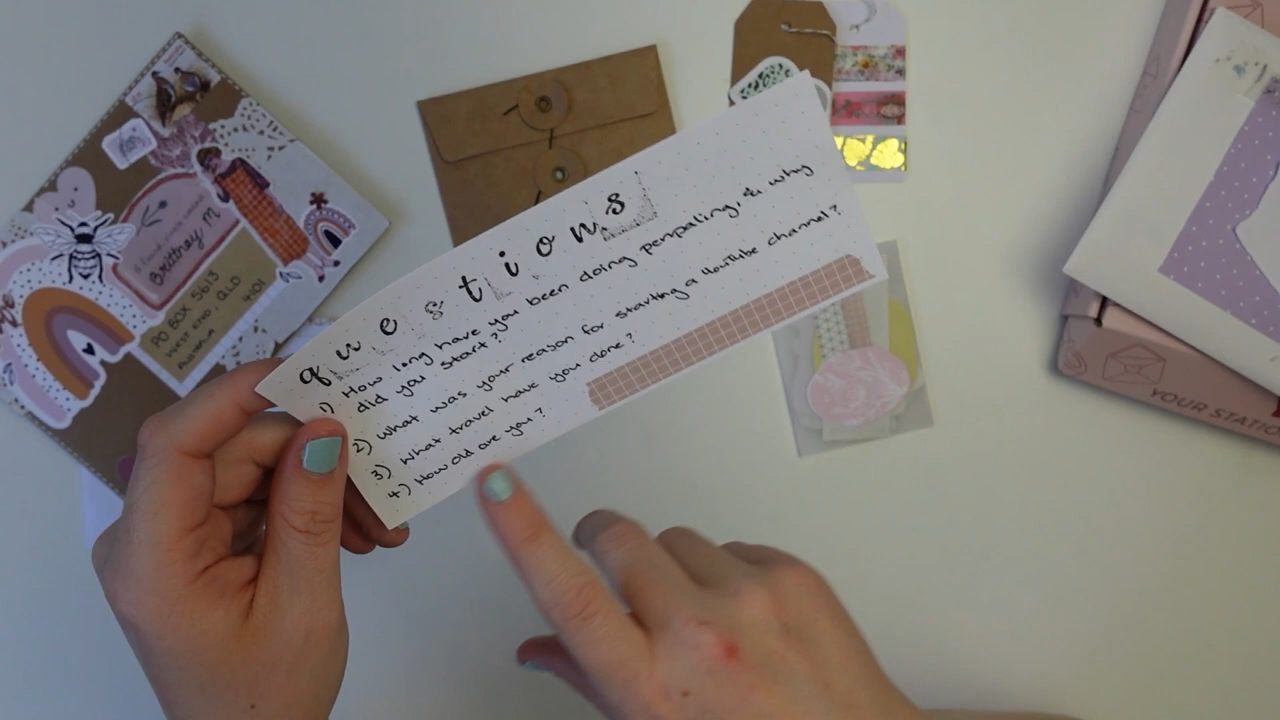 Brittney M
PO BOX 5613
WEST END, QLD
AUSTRALIA 4101
questions
1) How long have you been doing penpaling, & why
did you start?
2) What was your reason for starting a YouTube channel?
3) What travel have you done?
4) How old are you?
YOUR STATIO